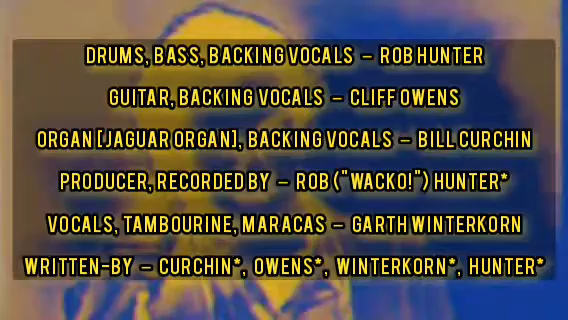 DRUMS, BASS, BACKING VOCALS – ROB HUNTER
GUITAR, BACKING VOCALS – CLIFF OWENS
ORGAN [JAGUAR ORGAN], BACKING VOCALS – BILL CURCHIN
PRODUCER, RECORDED BY – ROB ("WACKO!") HUNTER*
VOCALS, TAMBOURINE, MARACAS – GARTH WINTERKORN
WRITTEN-BY – CURCHIN*, OWENS*, WINTERKORN*, HUNTER*